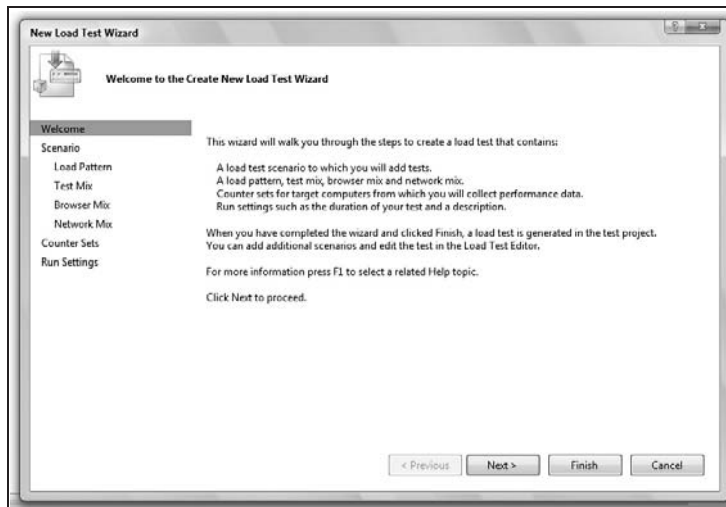 New Load Test Wizard
?
Welcome to the Create New Load Test Wizard
Welcome
Scenario
Load Pattern
Test Mix
Browser Mix
Network Mix
Counter Sets
Run Settings
This wizard will walk you through the steps to create a load test that contains:
A load test scenario to which you will add tests.
A load pattern, test mix, browser mix and network mix.
Counter sets for target computers from which you will collect performance data.
Run settings such as the duration of your test and a description.
When you have completed the wizard and clicked Finish, a load test is generated in the test project.
You can add additional scenarios and edit the test in the Load Test Editor.
For more information press F1 to select a related Help topic.
Click Next to proceed.
< Previous Next > Finish Cancel